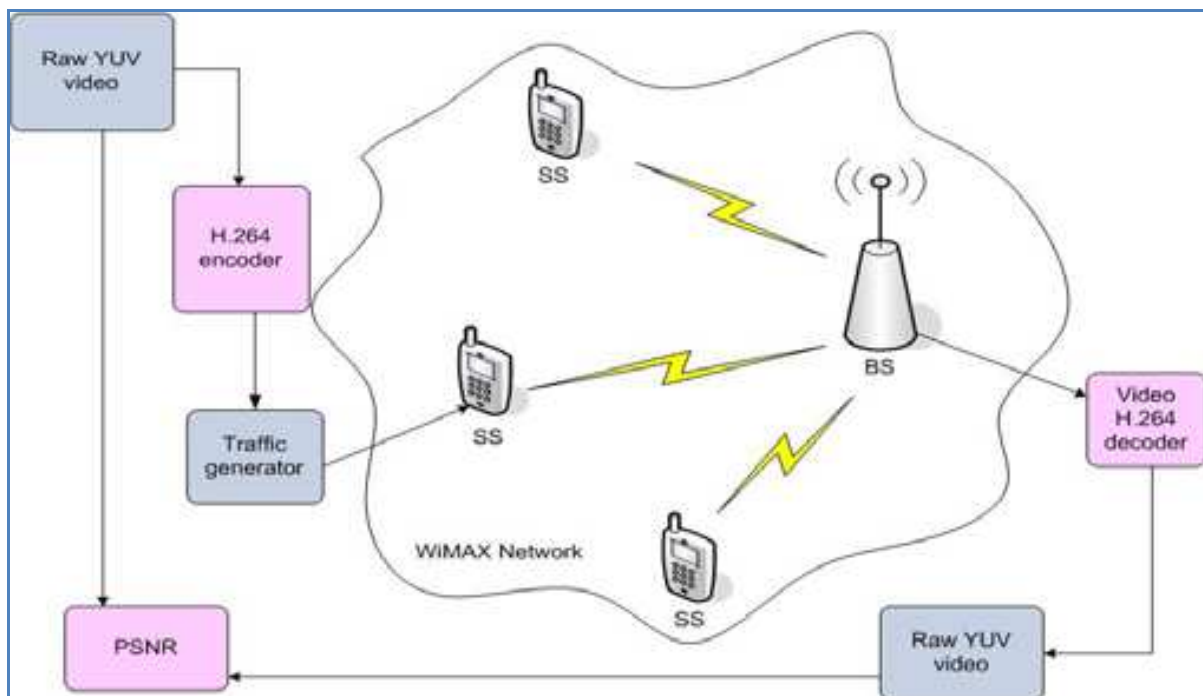 Raw YUV
video
SS
H.264
encoder
BS
SS
Video
H.264
decoder
Traffic
generator
WiMAX Network
SS
PSNR
Raw YUV
video